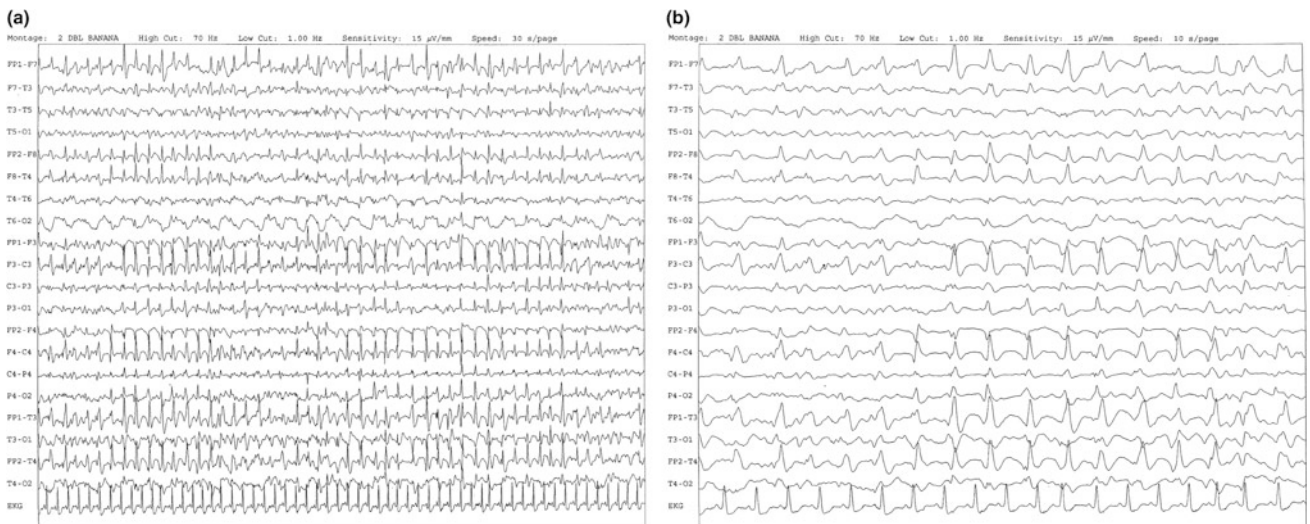 (a)
Montage: 2 DBL BANANA High Cut: 70 Hz Low Cut: 1.00 Hz Sensitivity: 15 µV/mm Speed: 30 s/page
FP1-F7
F7-T3
T3-T5
T5-O1
FP2-F8
F8-T4
T4-T6
T6-O2
FP1-F3
F3-C3
C3-P3
P3-O1
FP2-F4
F4-C4
C4-P4
P4-O2
FP1-T3
T3-O1
FP2-T4
T4-O2
EKG
(b)
Montage: 2 DBL BANANA High Cut: 70 Hz Low Cut: 1.00 Hz Sensitivity: 15 µV/mm Speed: 10 s/page
FP1-F7
F7-T3
T3-T5
T5-O1
FP2-F8
F8-T4
T4-T6
T6-O2
FP1-F3
F3-C3
C3-P3
P3-O1
FP2-F4
F4-C4
C4-P4
P4-O2
FP1-T3
T3-O1
FP2-T4
T4-O2
EKG